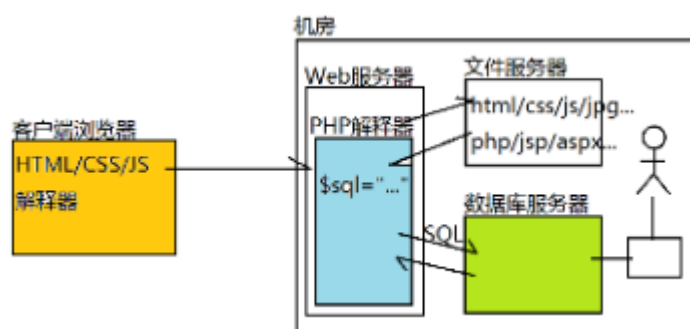 机房
Web服务器
文件服务器
html/css/js/jpg...
php/jsp/aspx...
PHP解释器
$sql="..."
客户端浏览器
HTML/CSS/JS
解释器
数据库服务器
SQL